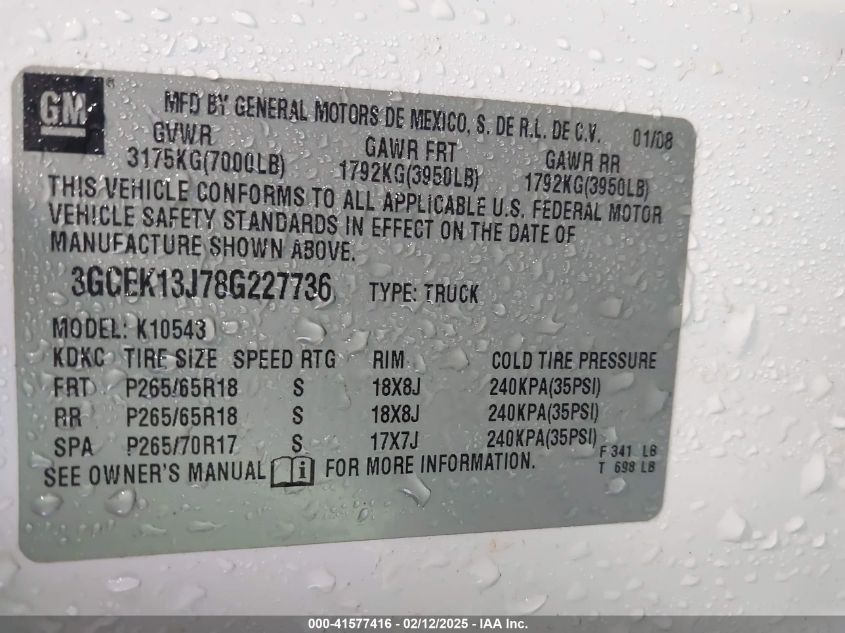 GM
MFD BY GENERAL MOTORS DE MEXICO, S. DE R.L. DE C.V. 01/08
GVWR GAWR FRT GAWR RR
3175KG(7000LB) 1792KG(3950LB) 1792KG(3950LB)
THIS VEHICLE CONFORMS TO ALL APPLICABLE U.S. FEDERAL MOTOR
VEHICLE SAFETY STANDARDS IN EFFECT ON THE DATE OF
MANUFACTURE SHOWN ABOVE.
3GCEK13J78G227736 TYPE: TRUCK
MODEL: K10543
KDKC TIRE SIZE SPEED RTG RIM COLD TIRE PRESSURE
FRT P265/65R18 S 18X8J 240KPA(35PSI)
RR P265/65R18 S 18X8J 240KPA(35PSI)
SPA P265/70R17 S 17X7J 240KPA(35PSI)
F 341 LB
SEE OWNER'S MANUAL i FOR MORE INFORMATION. T 698 LB
000-41577416 - 02/12/2025 - IAA Inc.